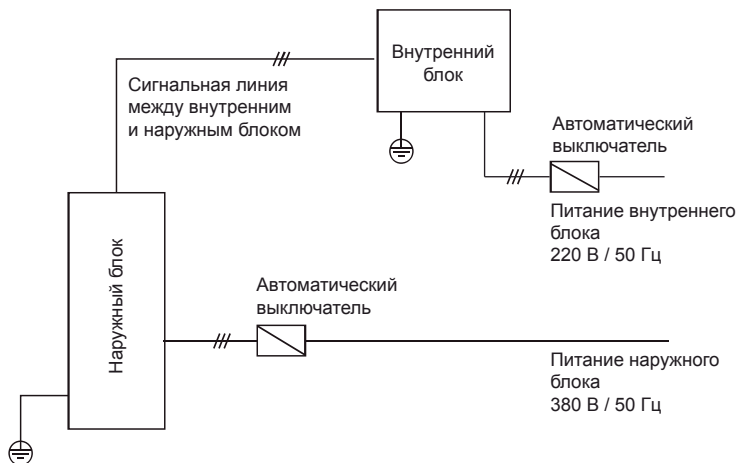 Внутренний
блок
Сигнальная линия
между внутренним
и наружным блоком
Автоматический
выключатель
Питание внутреннего
блока
220 В / 50 Гц
Наружный блок
Автоматический
выключатель
Питание наружного
блока
380 В / 50 Гц